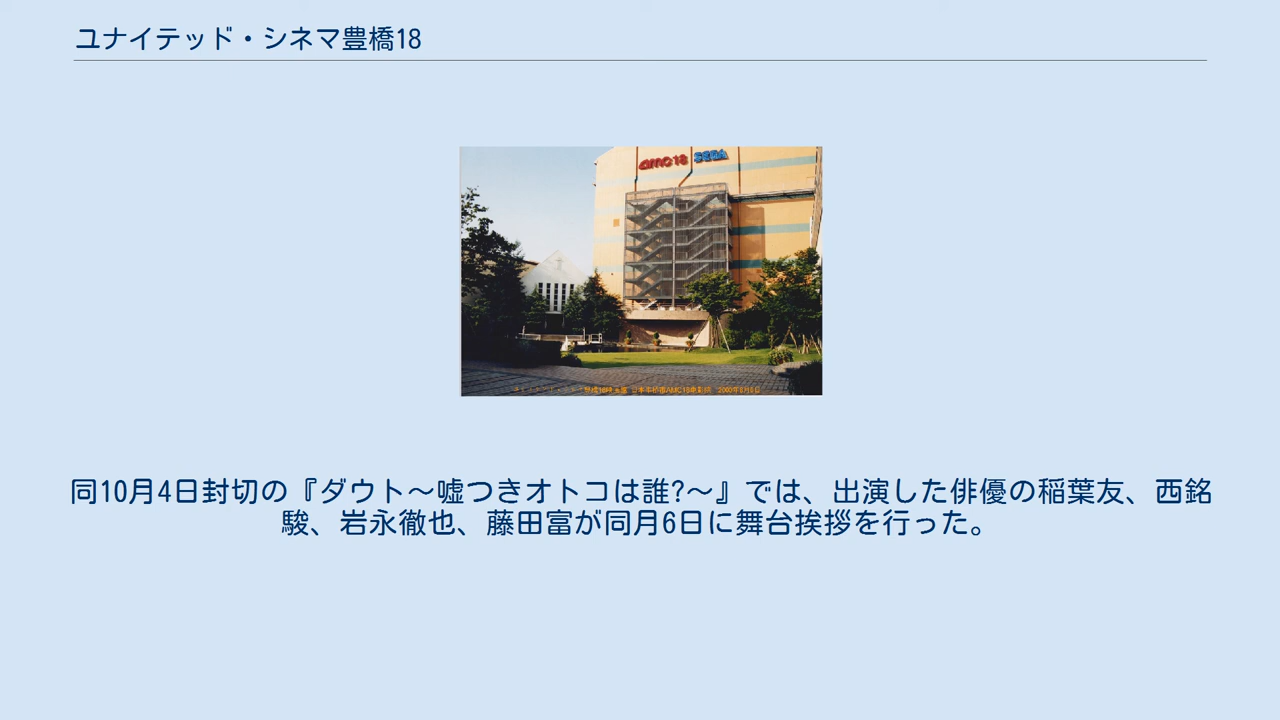 ユナイテッド・シネマ豊橋18
amc18 SEGA
同10月4日封切の『ダウト〜嘘つきオトコは誰?〜』では、出演した俳優の稲葉友、西銘
駿、岩永徹也、藤田富が同月6日に舞台挨拶を行った。